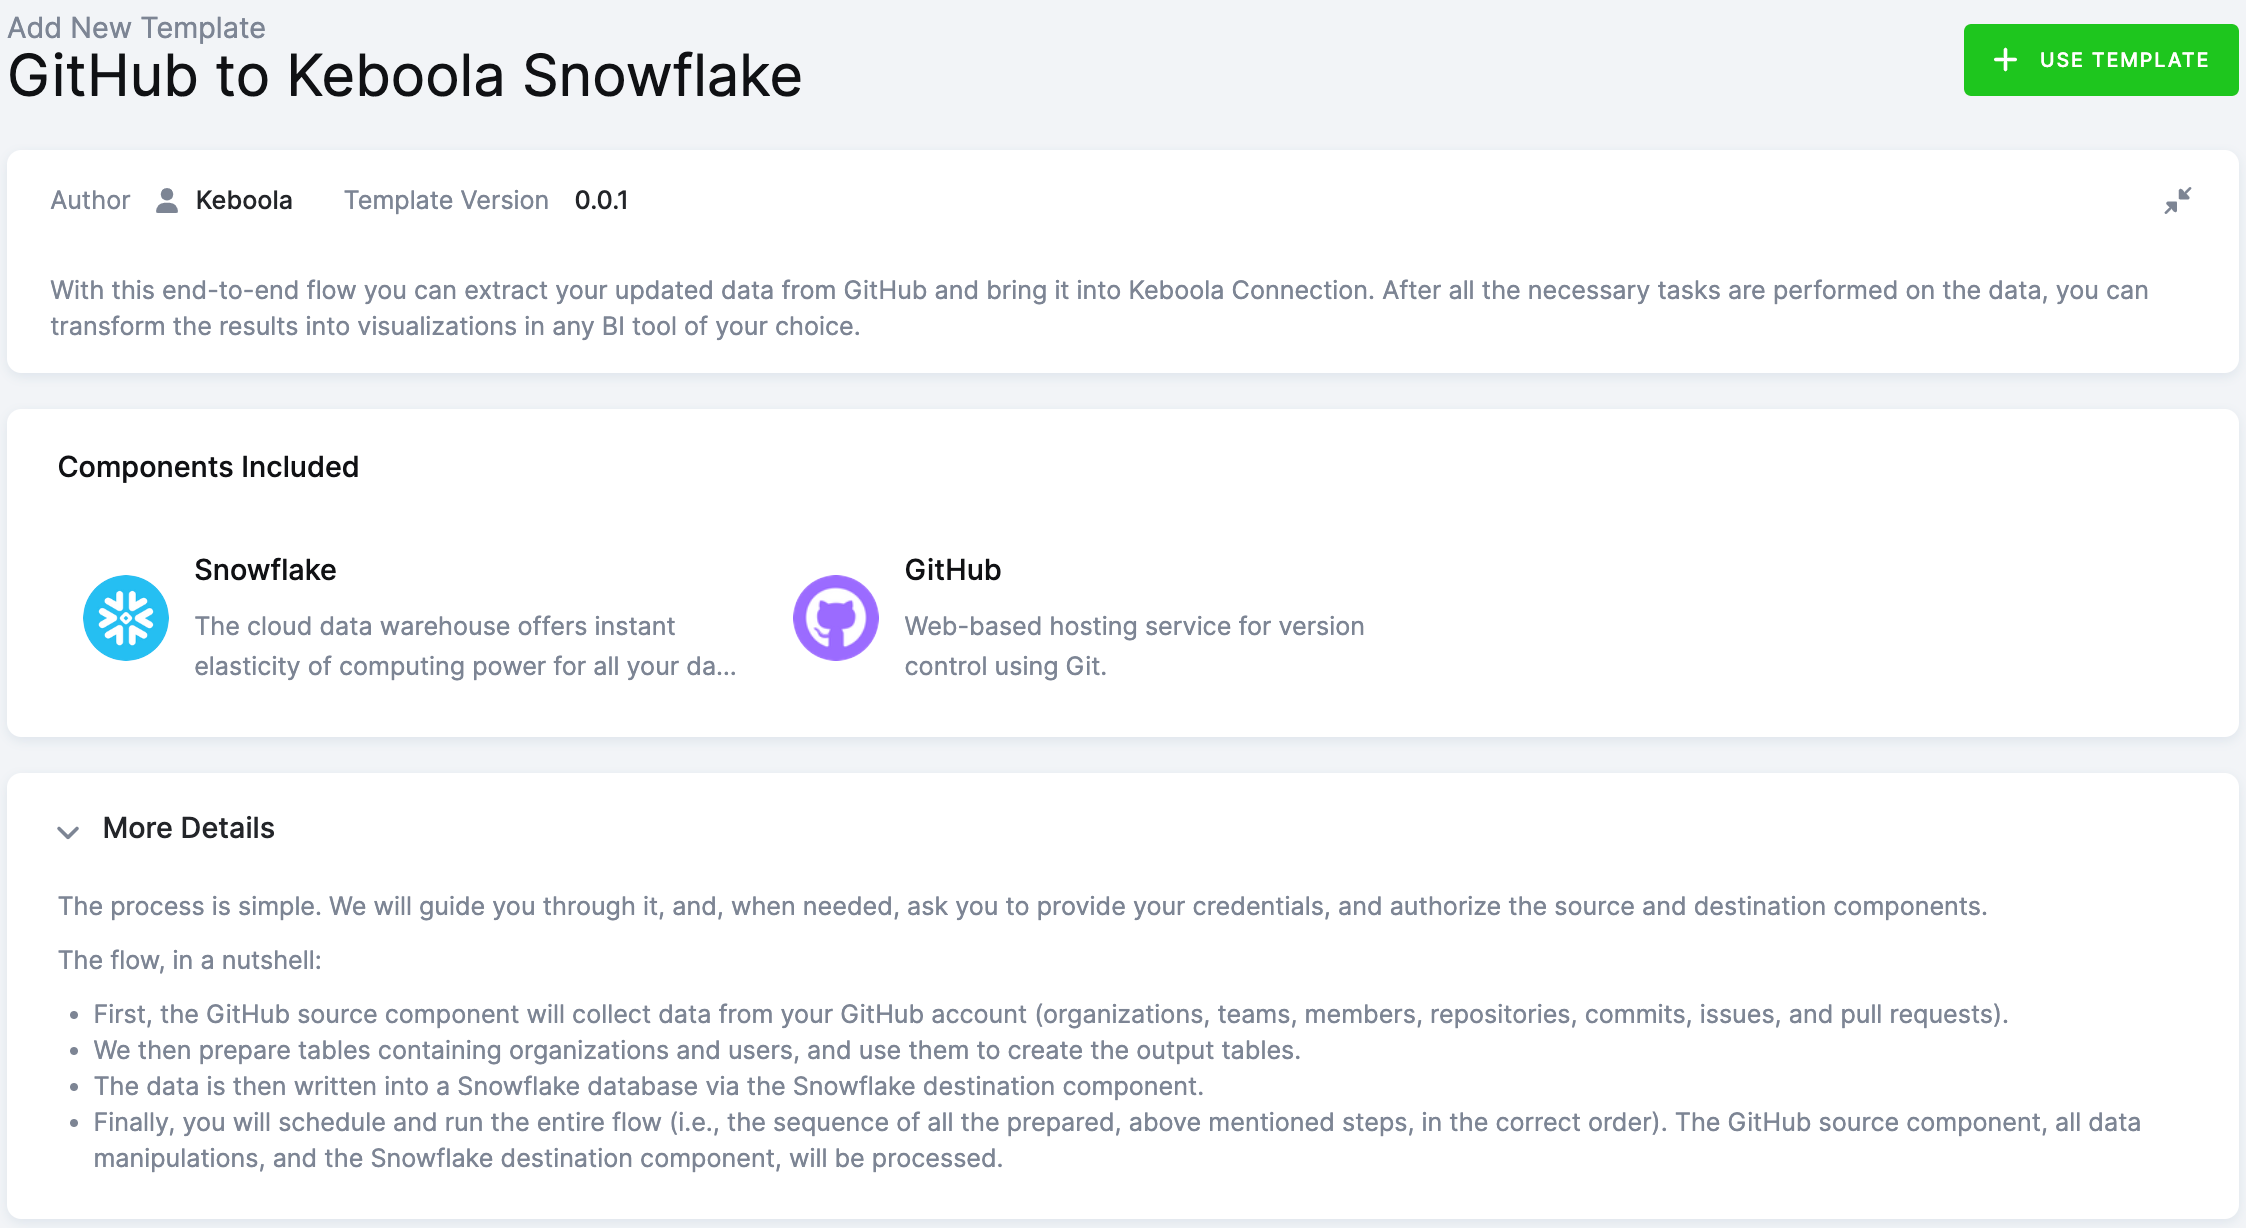 Add New Template
GitHub to Keboola Snowflake
USE TEMPLATE
Author Keboola Template Version 0.0.1
With this end-to-end flow you can extract your updated data from GitHub and bring it into Keboola Connection. After all the necessary tasks are performed on the data, you can
transform the results into visualizations in any BI tool of your choice.
Components Included
Snowflake
The cloud data warehouse offers instant
elasticity of computing power for all your da...
GitHub
Web-based hosting service for version
control using Git.
More Details
The process is simple. We will guide you through it, and, when needed, ask you to provide your credentials, and authorize the source and destination components.
The flow, in a nutshell:
• First, the GitHub source component will collect data from your GitHub account (organizations, teams, members, repositories, commits, issues, and pull requests).
• We then prepare tables containing organizations and users, and use them to create the output tables.
• The data is then written into a Snowflake database via the Snowflake destination component.
• Finally, you will schedule and run the entire flow (i.e., the sequence of all the prepared, above mentioned steps, in the correct order). The GitHub source component, all data
manipulations, and the Snowflake destination component, will be processed.